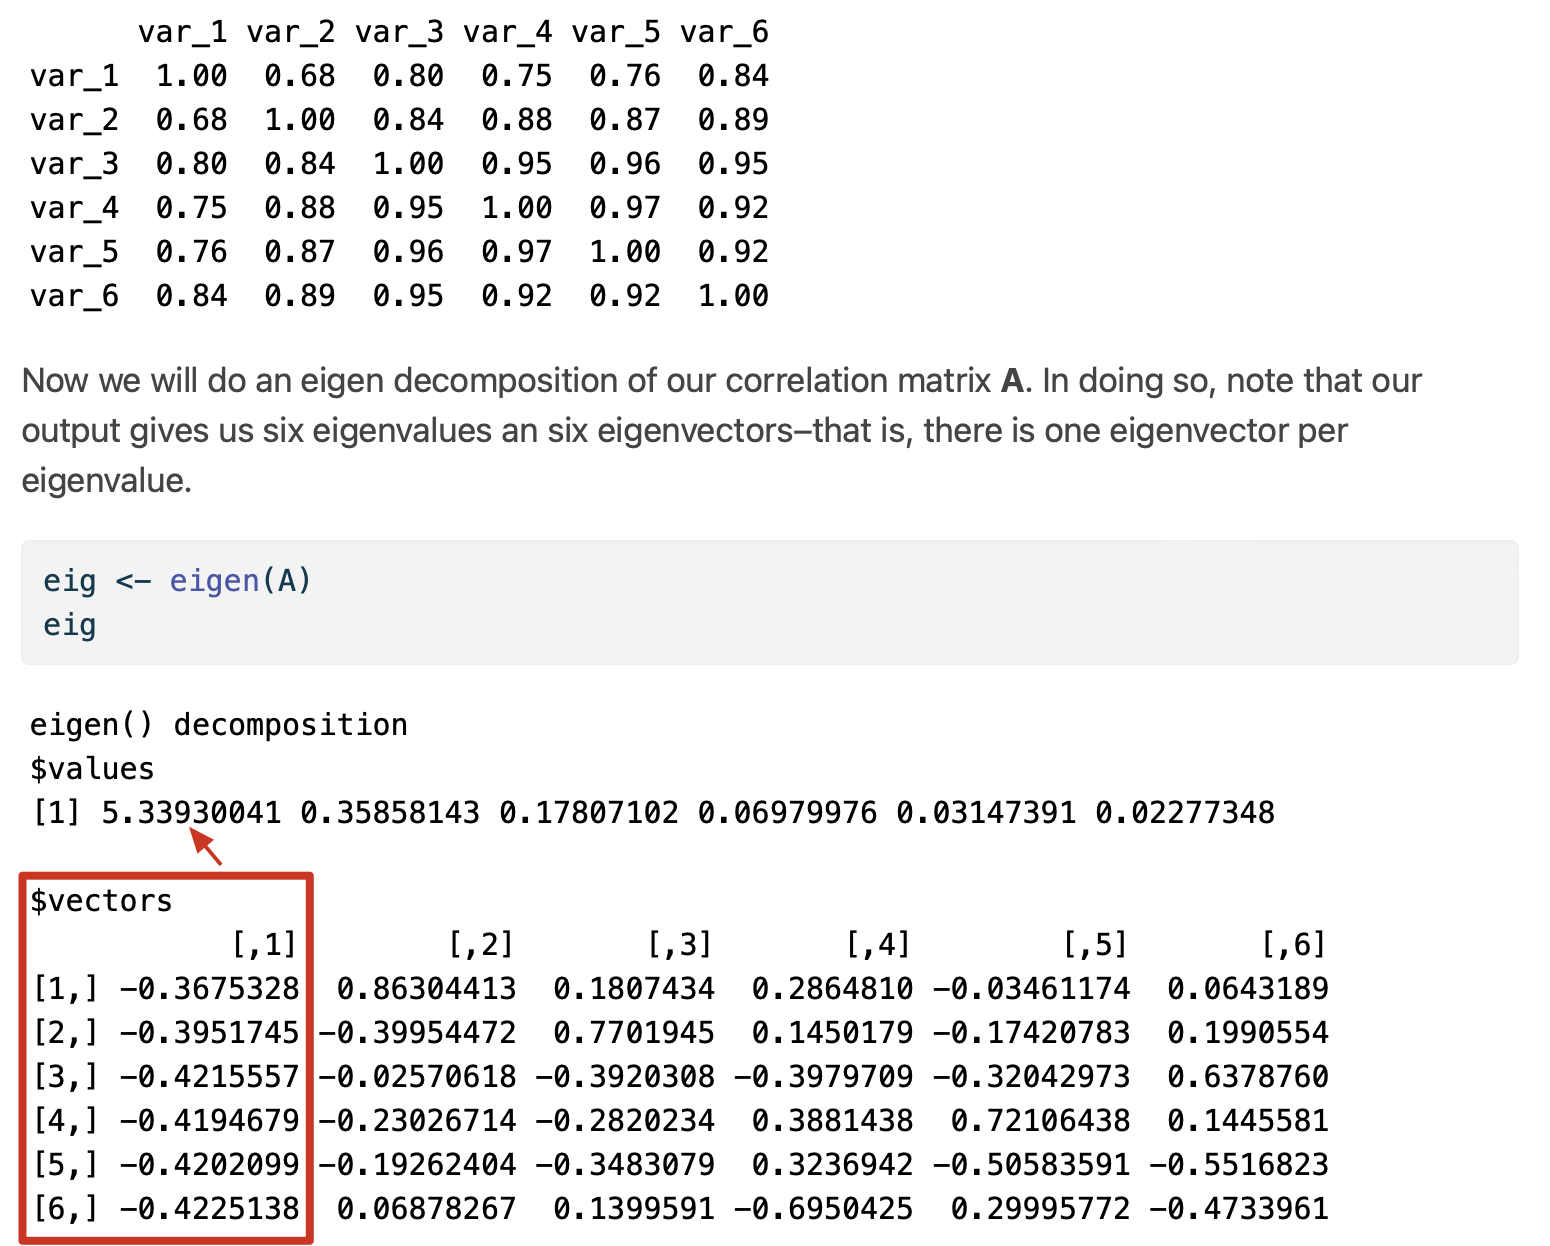 var_1 var_2 var_3 var_4 var_5 var_6
var_1 1.00 0.68 0.80 0.75 0.76 0.84
var_2 0.68 1.00 0.84 0.88 0.87 0.89
var_3 0.80 0.84 1.00 0.95 0.96 0.95
var_4 0.75 0.88 0.95 1.00 0.97 0.92
var_5 0.76 0.87 0.96 0.97 1.00 0.92
var_6 0.84 0.89 0.95 0.92 0.92 1.00
Now we will do an eigen decomposition of our correlation matrix A. In doing so, note that our
output gives us six eigenvalues an six eigenvectors–that is, there is one eigenvector per
eigenvalue.
eig <- eigen(A)
eig
eigen() decomposition
$values
[1] 5.33930041 0.35858143 0.17807102 0.06979976 0.03147391 0.02277348
$vectors
[,1] [,2] [,3] [,4] [,5] [,6]
[1,] -0.3675328 0.86304413 0.1807434 0.2864810 -0.03461174 0.0643189
[2,] -0.3951745 -0.39954472 0.7701945 0.1450179 -0.17420783 0.1990554
[3,] -0.4215557 -0.02570618 -0.3920308 -0.3979709 -0.32042973 0.6378760
[4,] -0.4194679 -0.23026714 -0.2820234 0.3881438 0.72106438 0.1445581
[5,] -0.4202099 -0.19262404 -0.3483079 0.3236942 -0.50583591 -0.5516823
[6,] -0.4225138 0.06878267 0.1399591 -0.6950425 0.29995772 -0.4733961